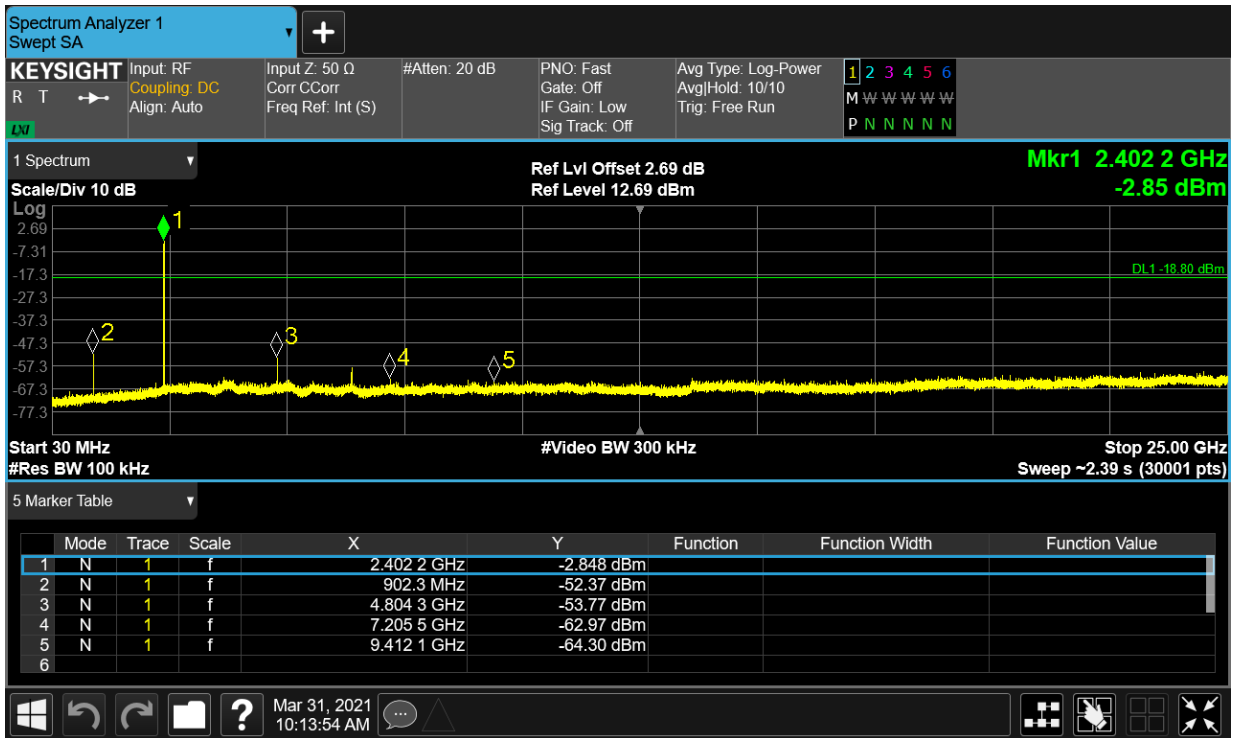 Spectrum Analyzer 1
Swept SA
KEYSIGHT
R T
LXI
Input: RF
Coupling: DC
Align: Auto
Input Z: 50 Ω
Corr CCorr
Freq Ref: Int (S)
#Atten: 20 dB
PNO: Fast
Gate: Off
IF Gain: Low
Sig Track: Off
Avg Type: Log-Power
Avg|Hold: 10/10
Trig: Free Run
1 2 3 4 5 6
M W W W W W
P N N N N N
1 Spectrum
Scale/Div 10 dB
Ref Lvl Offset 2.69 dB
Ref Level 12.69 dBm
Mkr1 2.402 2 GHz
-2.85 dBm
Log
2.69
-7.31
-17.3
-27.3
-37.3
-47.3
-57.3
-67.3
-77.3
1
2
3
4
5
DL1 -18.80 dBm
Start 30 MHz
#Video BW 300 kHz
Stop 25.00 GHz
#Res BW 100 kHz
Sweep ~2.39 s (30001 pts)
5 Marker Table
Mode Trace Scale X Y Function Function Width Function Value
1 N 1 f 2.402 2 GHz -2.848 dBm
2 N 1 f 902.3 MHz -52.37 dBm
3 N 1 f 4.804 3 GHz -53.77 dBm
4 N 1 f 7.205 5 GHz -62.97 dBm
5 N 1 f 9.412 1 GHz -64.30 dBm
6
?
Mar 31, 2021
10:13:54 AM